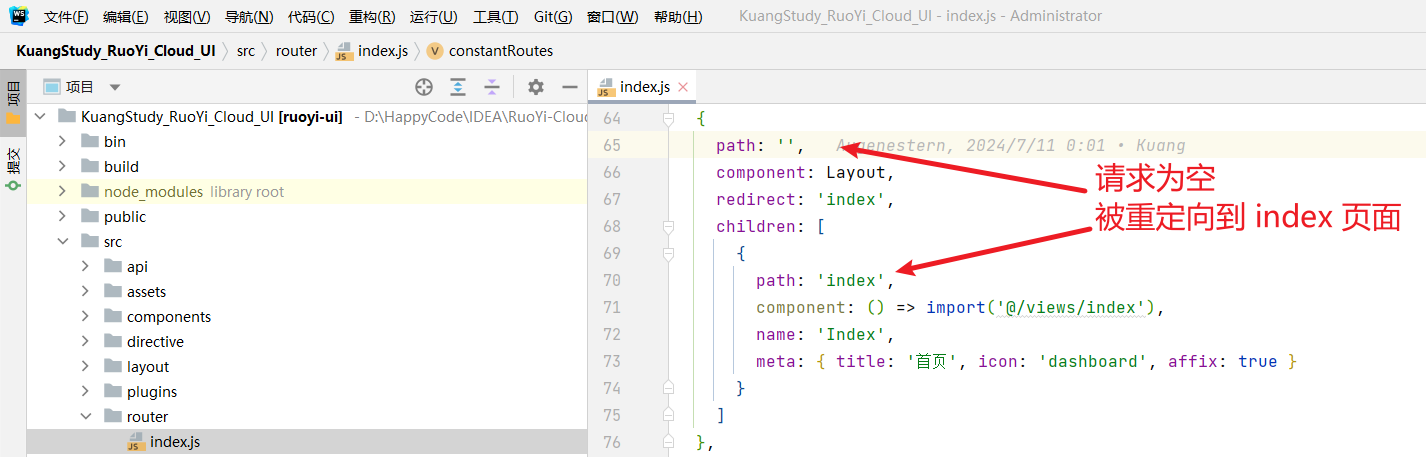 WS 文件(F) 编辑(E) 视图(V) 导航(N) 代码(C) 重构(R) 运行(U) 工具(T) Git(G) 窗口(W) 帮助(H) KuangStudy_RuoYi_Cloud_UI - index.js - Administrator
KuangStudy_RuoYi_Cloud_UI src router index.js V constantRoutes
项目
提交
项目
KuangStudy_RuoYi_Cloud_UI [ruoyi-ui] - D:\HappyCode\IDEA\RuoYi-Cloud
bin
build
node_modules library root
public
src
api
assets
components
directive
layout
plugins
router
index.js
index.js
64 {
65 path: '', Augenestern, 2024/7/11 0:01 • Kuang
66 component: Layout,
67 redirect: 'index',
68 children: [
69 {
70 path: 'index',
71 component: () => import('@/views/index'),
72 name: 'Index',
73 meta: { title: '首页', icon: 'dashboard', affix: true }
74 }
75 ]
76 },
请求为空
被重定向到 index 页面